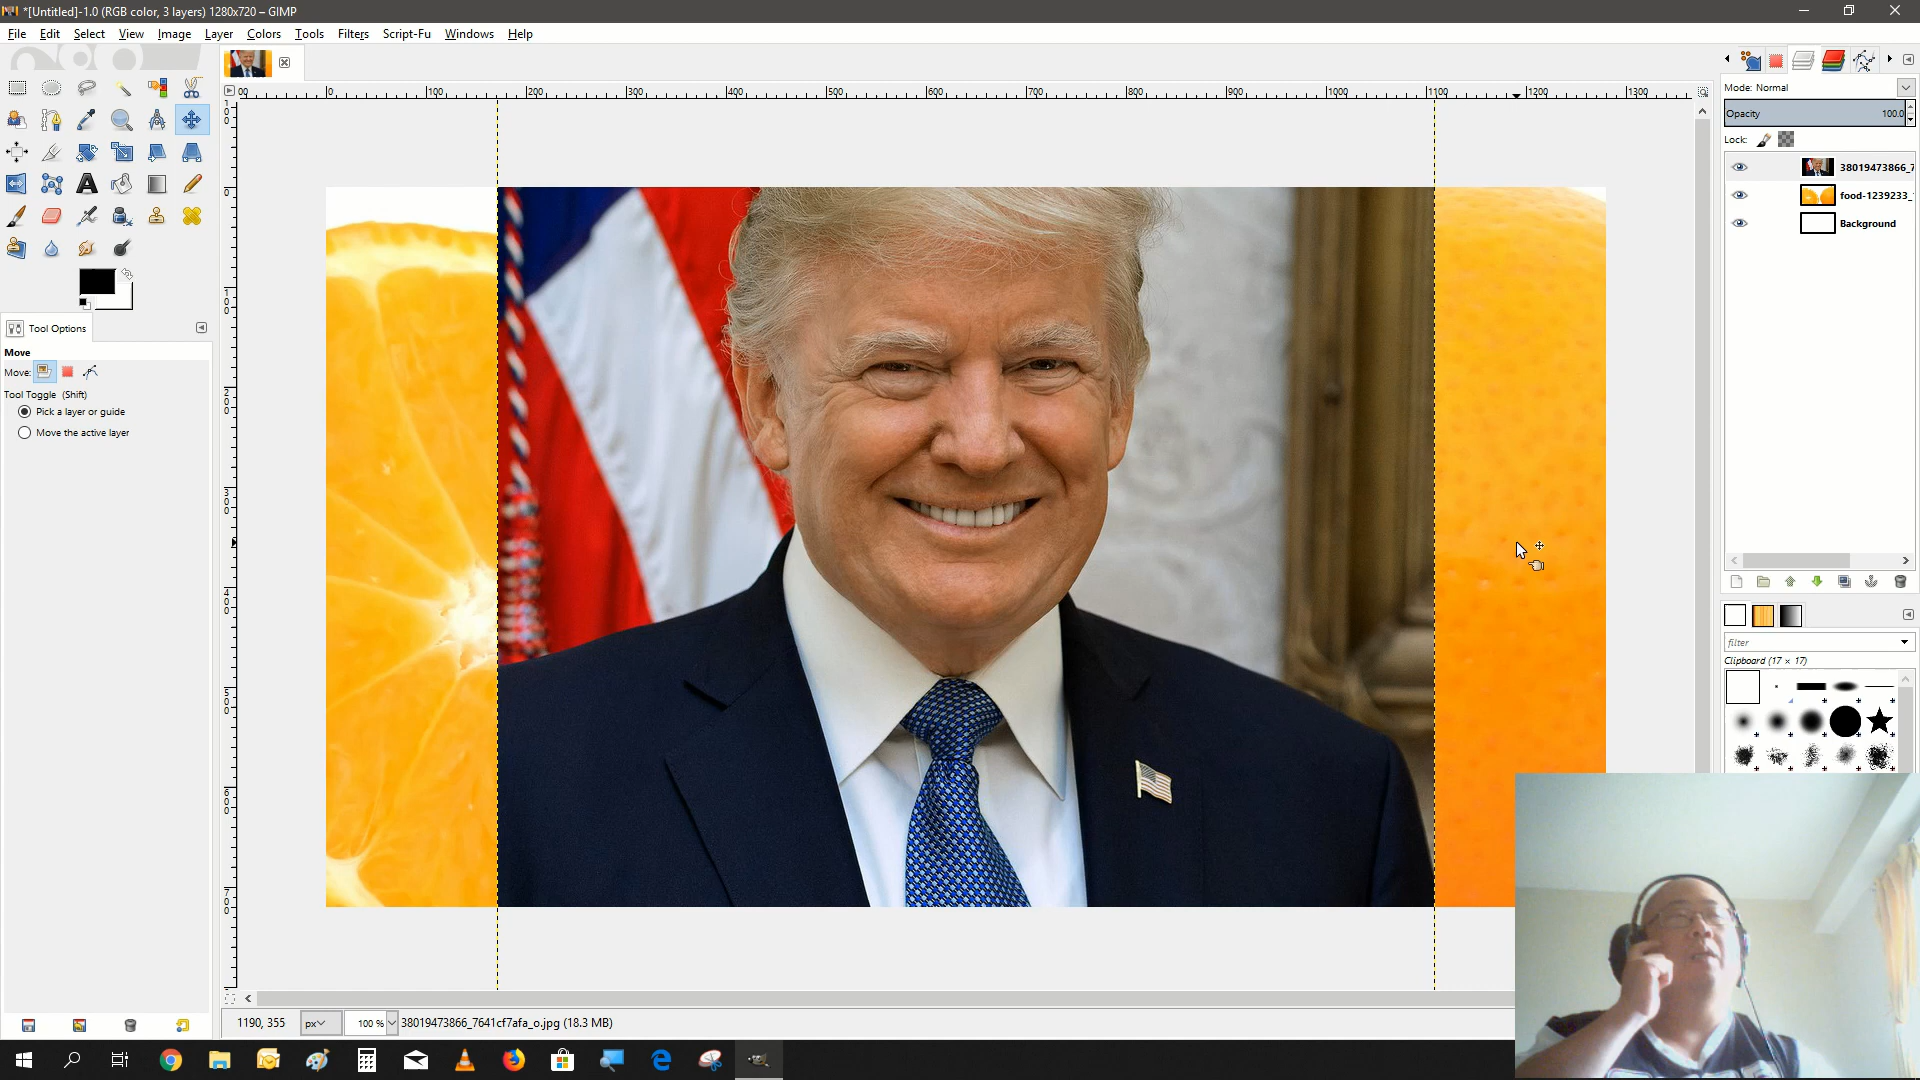 *[Untitled]-1.0 (RGB color, 3 layers) 1280x720 – GIMP
File Edit Select View Image Layer Colors Tools Filters Script-Fu Windows Help
0 100 200 300 400 500 600 700 800 900 1000 1100 1200 1300
Mode: Normal
Opacity 100.0
Lock:
38019473866_7
food-1239233_
Background
Tool Options
Move
Move:
Tool Toggle (Shift)
Pick a layer or guide
Move the active layer
filter
Clipboard (17 × 17)
1190, 355 px 100 % 38019473866_7641cf7afa_o.jpg (18.3 MB)